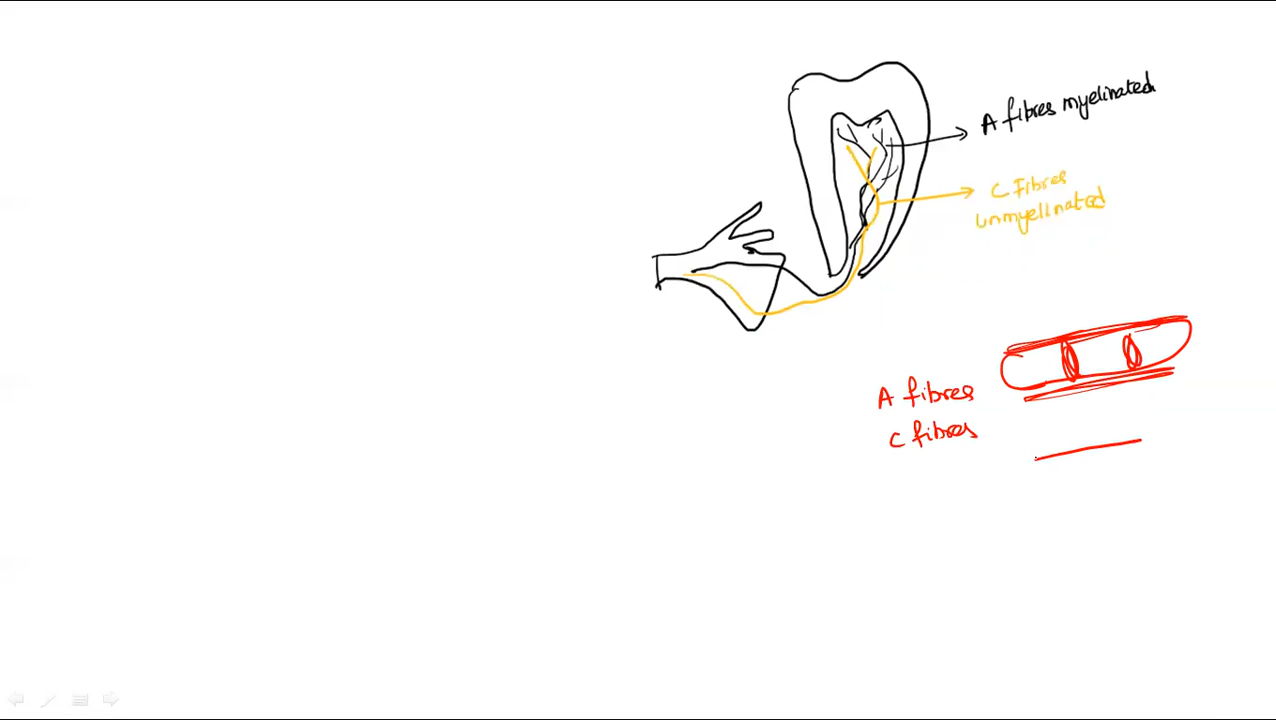 A fibres myelinated
C Fibres
unmyelinated
A fibres
C fibres